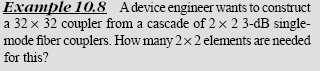 Example 10.8 A device engineer wants to construct
a 32 × 32 coupler from a cascade of 2 × 2 3-dB single-
mode fiber couplers. How many 2 × 2 elements are needed
for this?